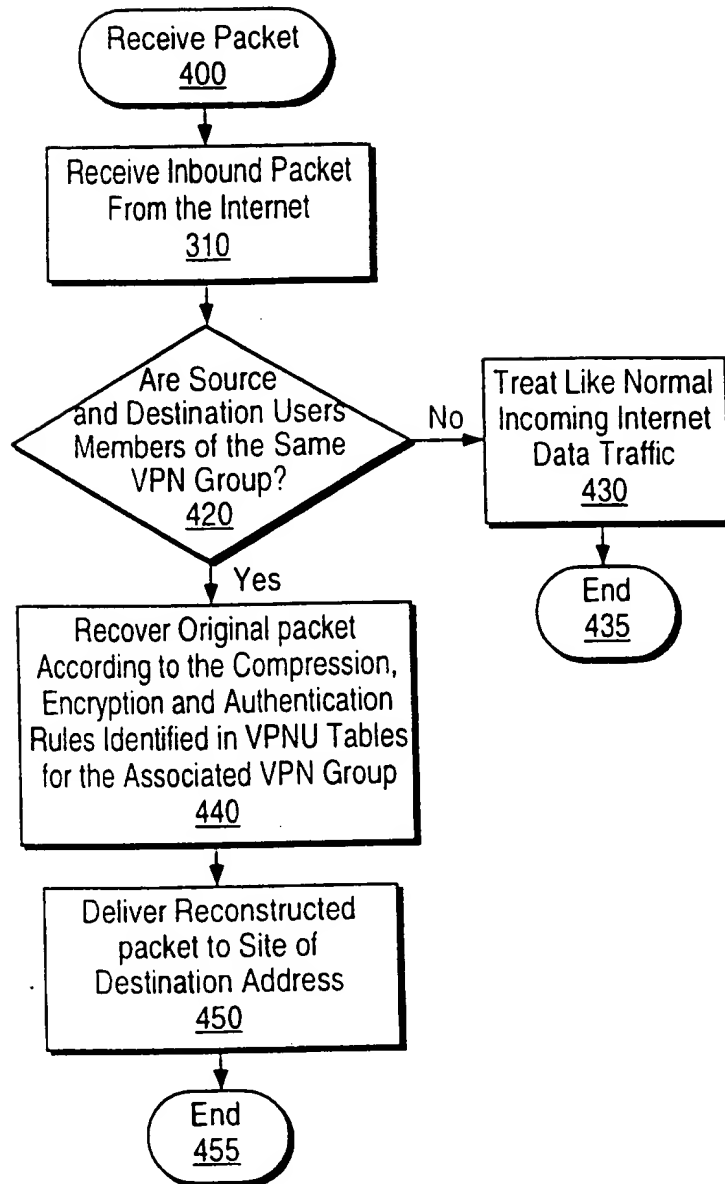 Receive Packet
400
Receive Inbound Packet
From the Internet
310
Are Source
and Destination Users
Members of the Same
VPN Group?
420
No
Treat Like Normal
Incoming Internet
Data Traffic
430
End
435
Yes
Recover Original packet
According to the Compression,
Encryption and Authentication
Rules Identified in VPNU Tables
for the Associated VPN Group
440
Deliver Reconstructed
packet to Site of
Destination Address
450
End
455